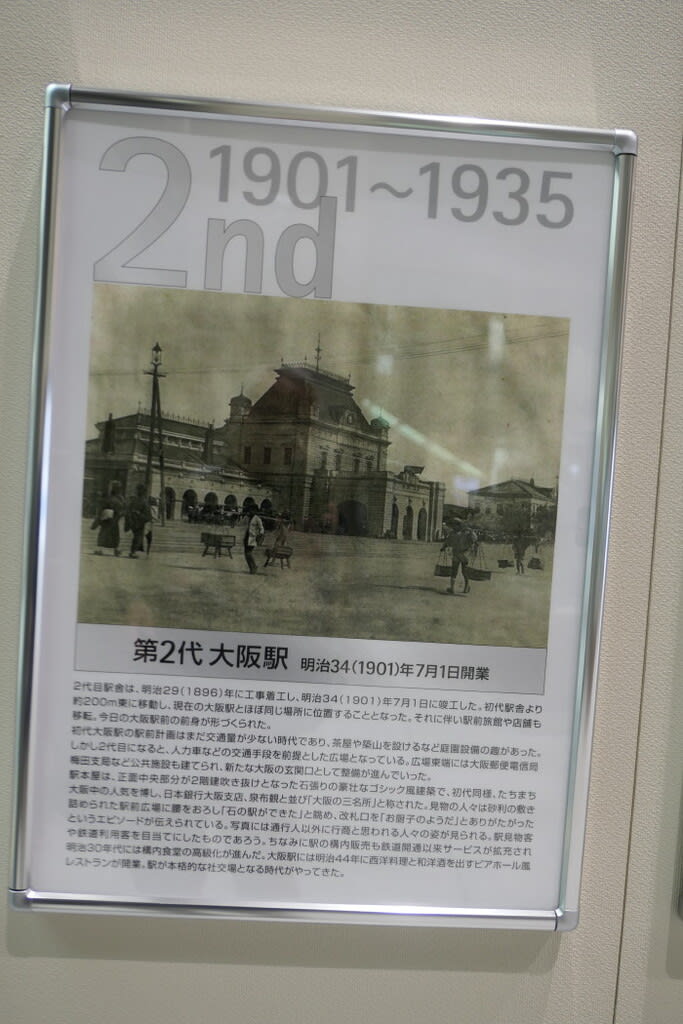 2nd
1901〜1935
第2代 大阪駅 明治34(1901)年7月1日開業
2代目駅舎は、明治29(1896)年に工事着工し、明治34(1901)年7月1日に竣工した。初代駅舎より
約200m東に移動し、現在の大阪駅とほぼ同じ場所に位置することとなった。それに伴い駅前旅館や店舗も
移転。今日の大阪駅前の前身が形づくられた。
初代大阪駅の駅前計画はまだ交通量が少ない時代であり、茶屋や築山を設けるなど庭園設備の趣があった。
しかし2代目になると、人力車などの交通手段を前提とした広場となっている。広場東端には大阪郵便電信局
梅田支局など公共施設も建てられ、新たな大阪の玄関口として整備が進んでいった。
駅本屋は、正面中央部分が2階建吹き抜けとなった石張りの豪壮なゴシック風建築で、初代同様、たちまち
大阪中の人気を博し、日本銀行大阪支店、泉布観と並び「大阪の三名所」と称された。見物の人々は砂利の敷き
詰められた駅前広場に腰をおろし「石の駅ができた」と眺め、改札口を「お厨子のようだ」とありがたがった
というエピソードが伝えられている。写真には通行人以外に行商と思われる人々の姿が見られる。駅見物客
や鉄道利用客を目当てにしたものであろう。ちなみに駅の構内販売も鉄道開通以来サービスが拡充され
明治30年代には構内食堂の高級化が進んだ。大阪駅には明治44年に西洋料理と和洋酒を出すビアホール風
レストランが開業。駅が本格的な社交場となる時代がやってきた。